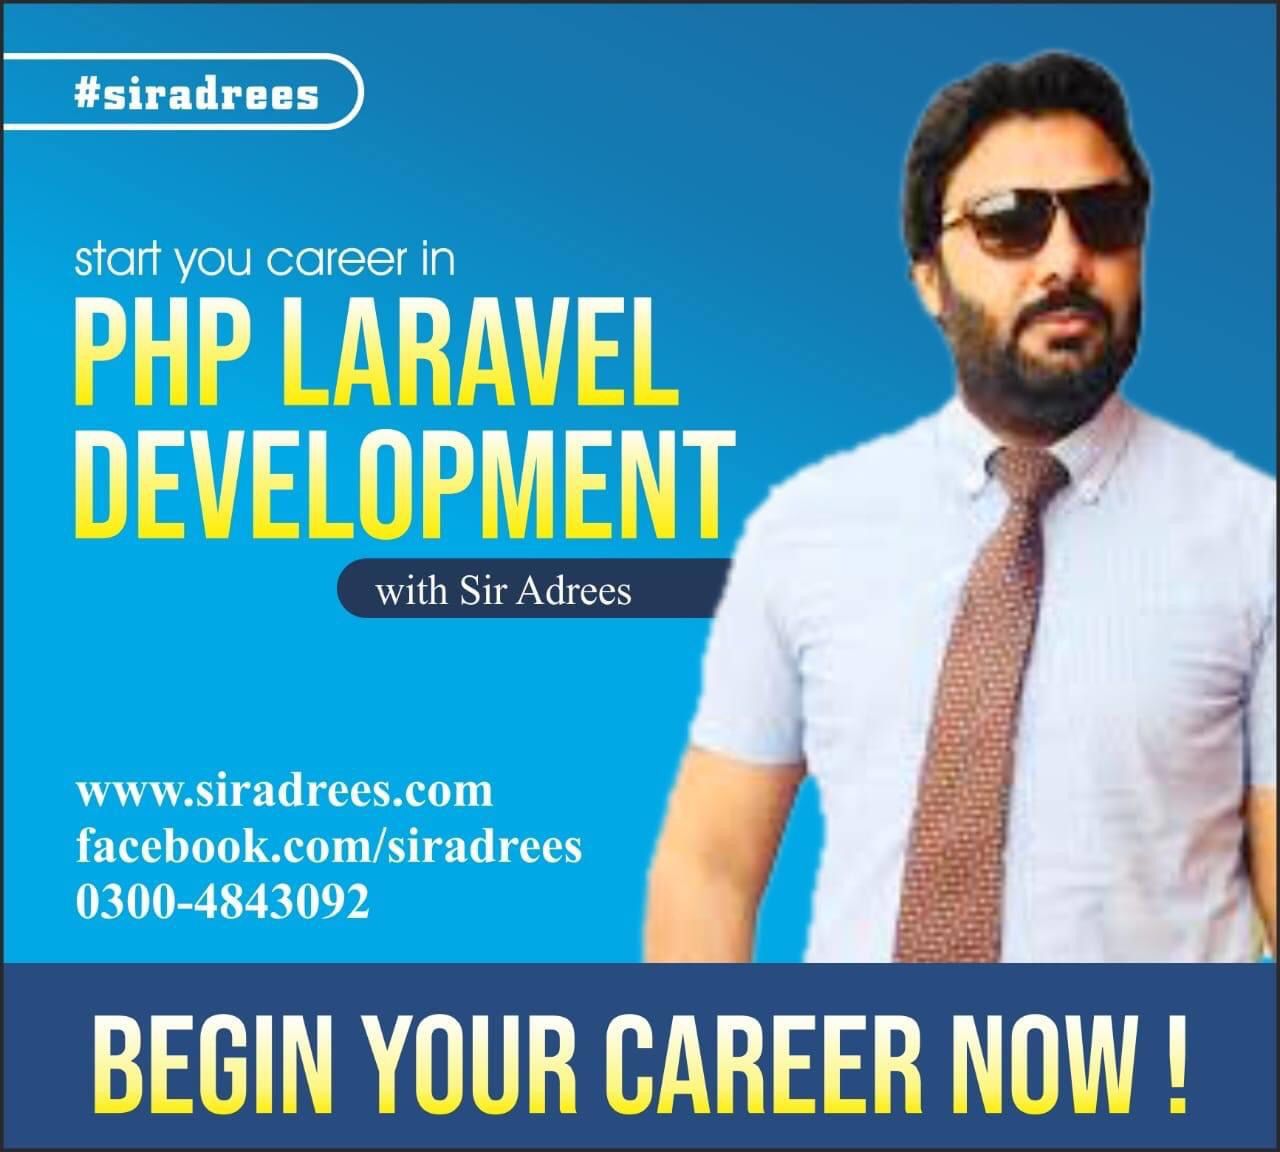 #siradrees
start you career in
PHP LARAVEL
DEVELOPMENT
with Sir Adrees
www.siradrees.com
facebook.com/siradrees
0300-4843092
BEGIN YOUR CAREER NOW !